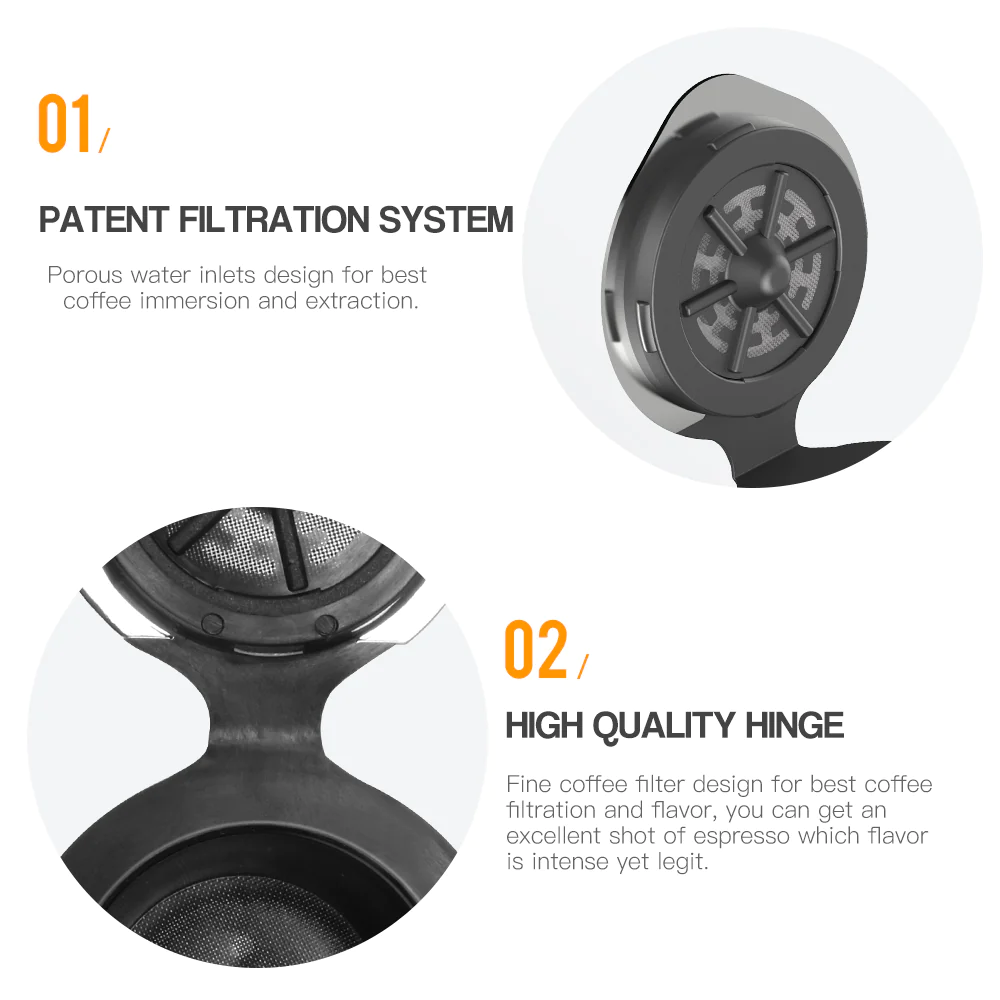 01/
PATENT FILTRATION SYSTEM
Porous water inlets design for best
coffee immersion and extraction.
02/
HIGH QUALITY HINGE
Fine coffee filter design for best coffee
filtration and flavor, you can get an
excellent shot of espresso which flavor
is intense yet legit.